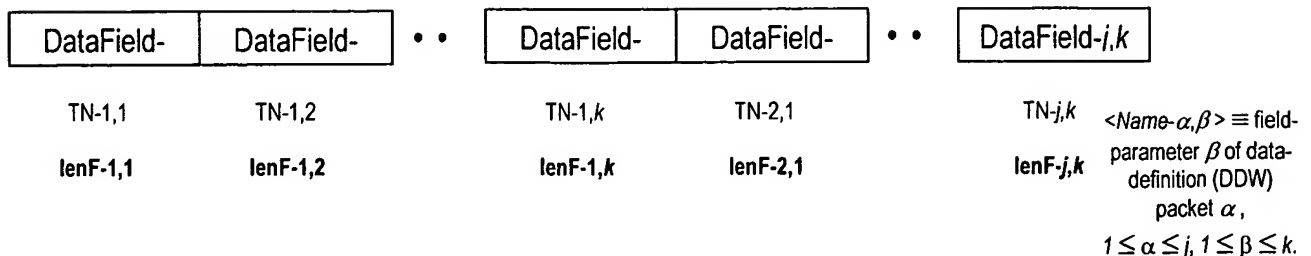 DataField- DataField- • • DataField- DataField- • • DataField-j,k
TN-1,1 TN-1,2 TN-1,k TN-2,1 TN-j,k
lenF-1,1 lenF-1,2 lenF-1,k lenF-2,1 lenF-j,k
<Name-α,β> ≡ field-
parameter β of data-
definition (DDW)
packet α,
1 ≤ α ≤ j, 1 ≤ β ≤ k.